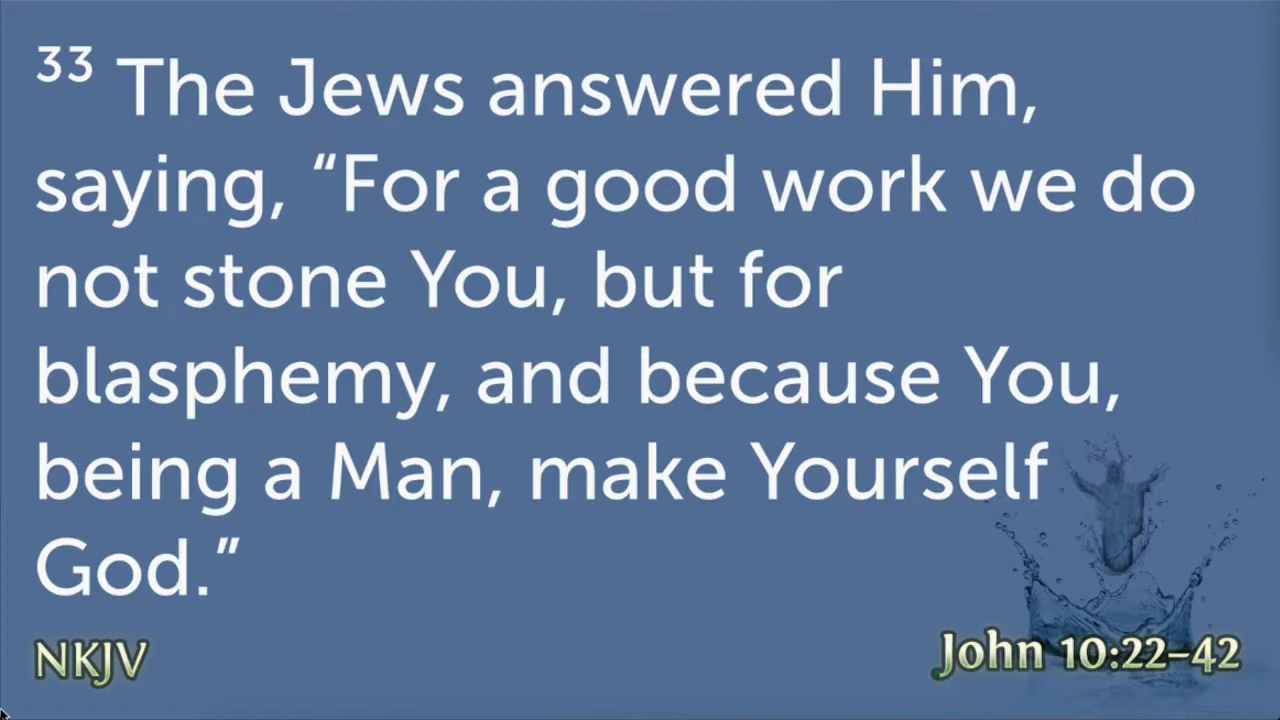 33 The Jews answered Him,
saying, “For a good work we do
not stone You, but for
blasphemy, and because You,
being a Man, make Yourself
God.”
NKJV
John 10:22–42